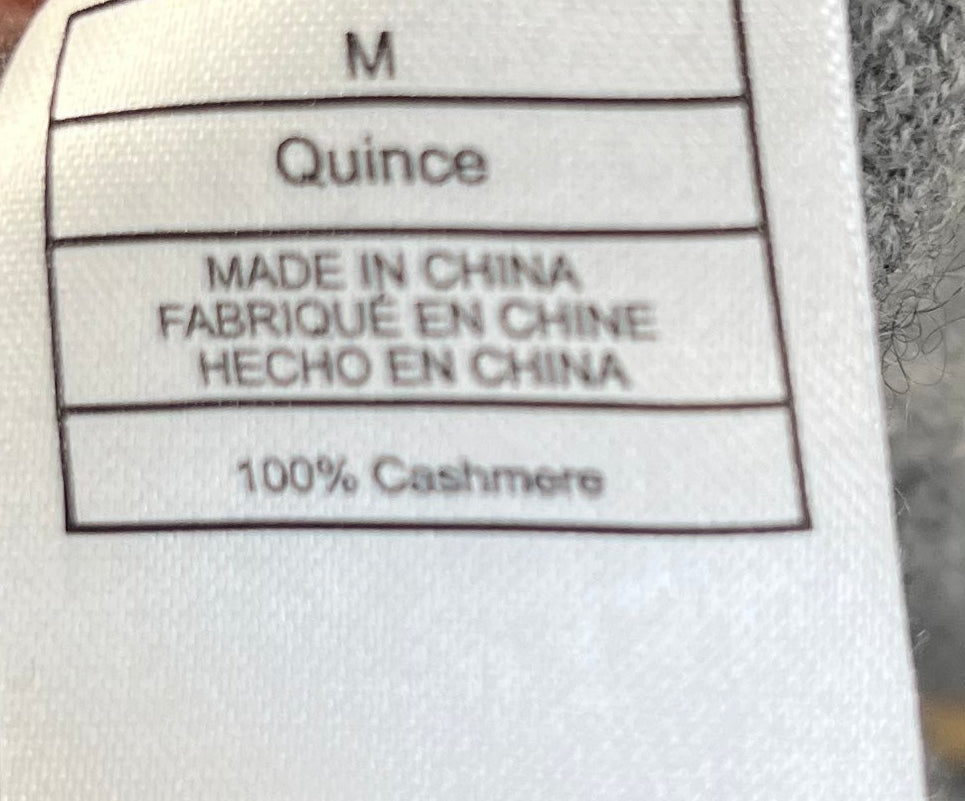 M
Quince
MADE IN CHINA
FABRIQUÉ EN CHINE
HECHO EN CHINA
100% Cashmere